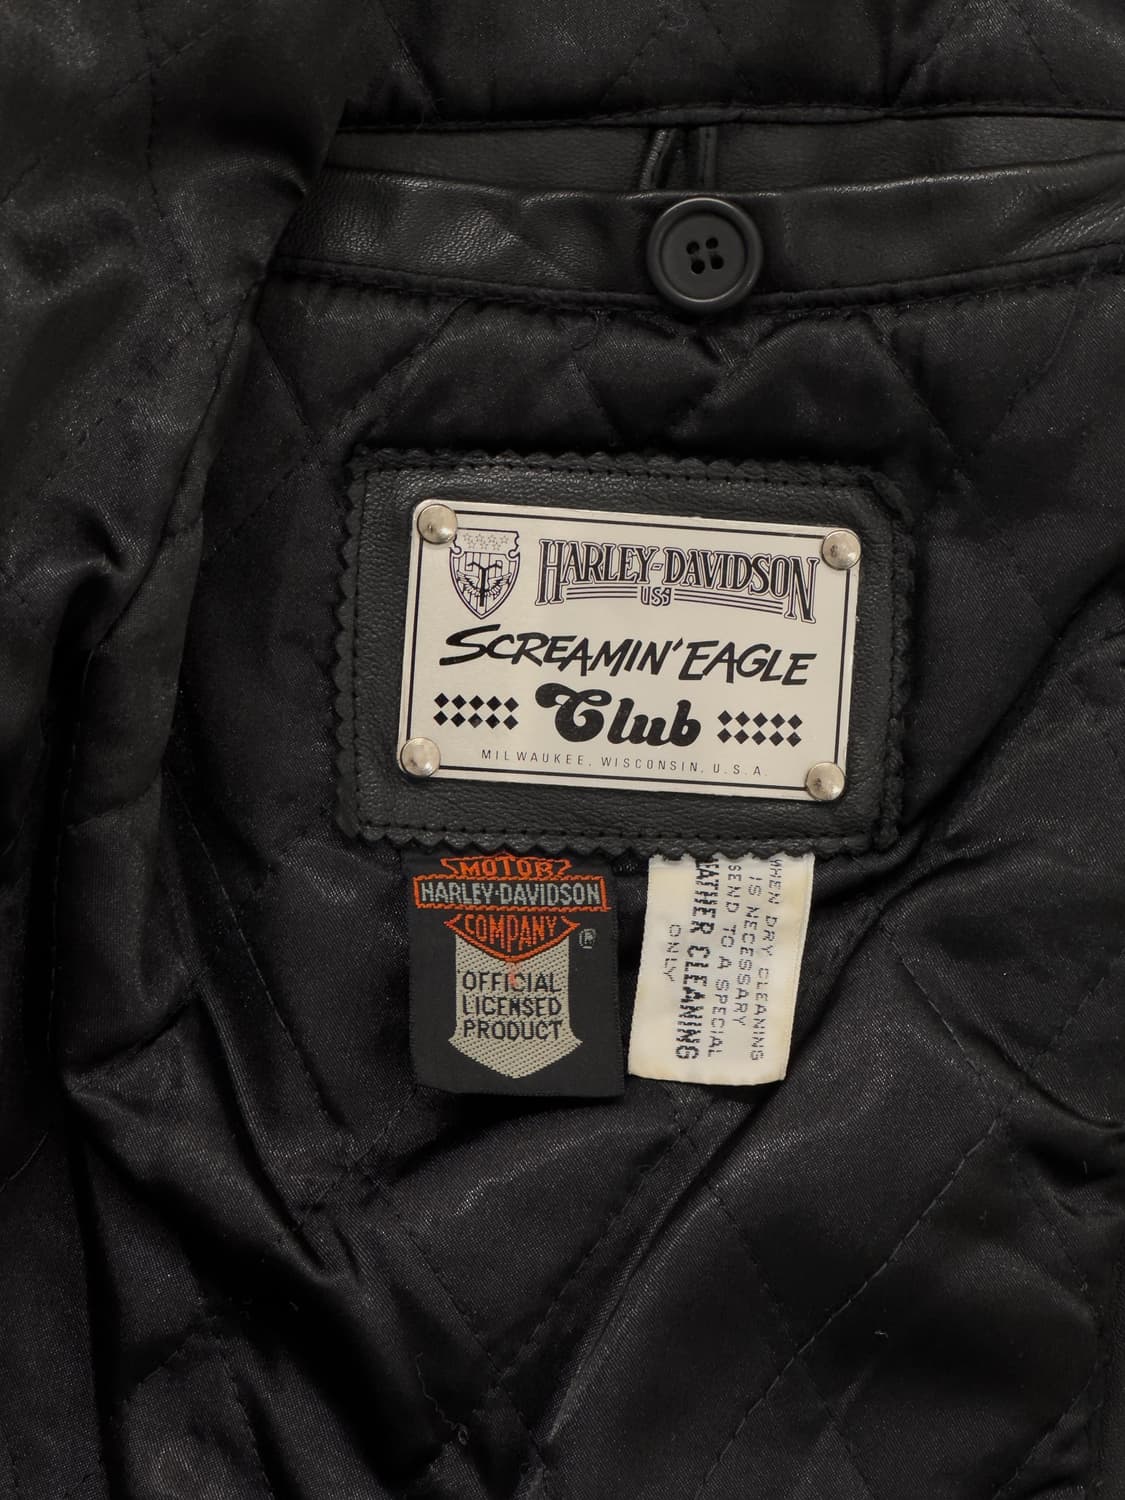 HARLEY-DAVIDSON
USA
SCREAMIN' EAGLE
Club
MILWAUKEE, WISCONSIN, U.S.A.
MOTOR
HARLEY-DAVIDSON
COMPANY
®
OFFICIAL
LICENSED
PRODUCT
WHEN DRY CLEANING
IS NECESSARY
SEND TO A SPECIAL
EATHER CLEANING
ONLY